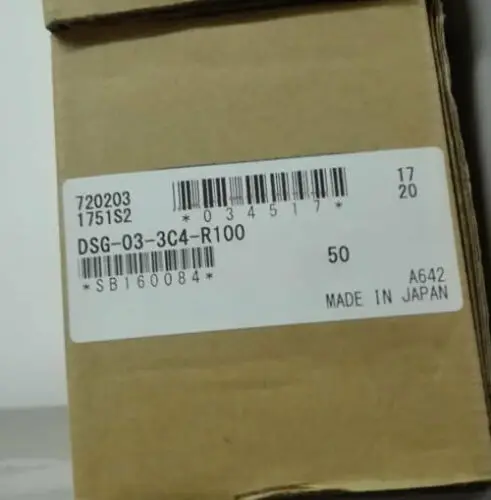 720203
1751S2
*034517*
17
20
DSG-03-3C4-R100
*SB160084*
50
A642
MADE IN JAPAN